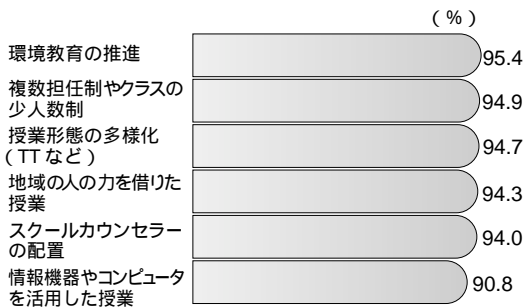 (%)
環境教育の推進
95.4
複数担任制やクラスの
少人数制
94.9
授業形態の多様化
(TTなど)
94.7
地域の人の力を借りた
授業
94.3
スクールカウンセラー
の配置
94.0
情報機器やコンピュータ
を活用した授業
90.8